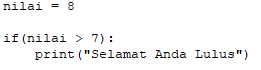 nilai = 8

if(nilai > 7):
    print("Selamat Anda Lulus")